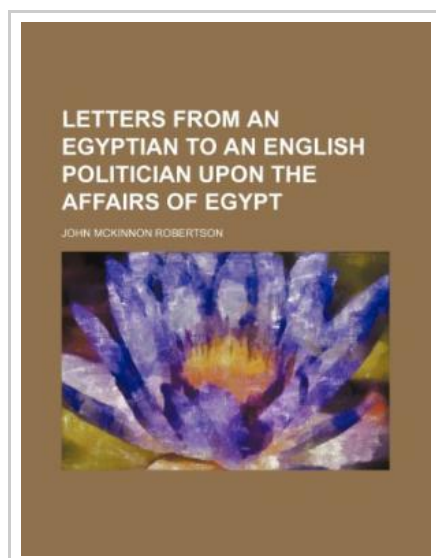 LETTERS FROM AN
EGYPTIAN TO AN ENGLISH
POLITICIAN UPON THE
AFFAIRS OF EGYPT
JOHN MCKINNON ROBERTSON